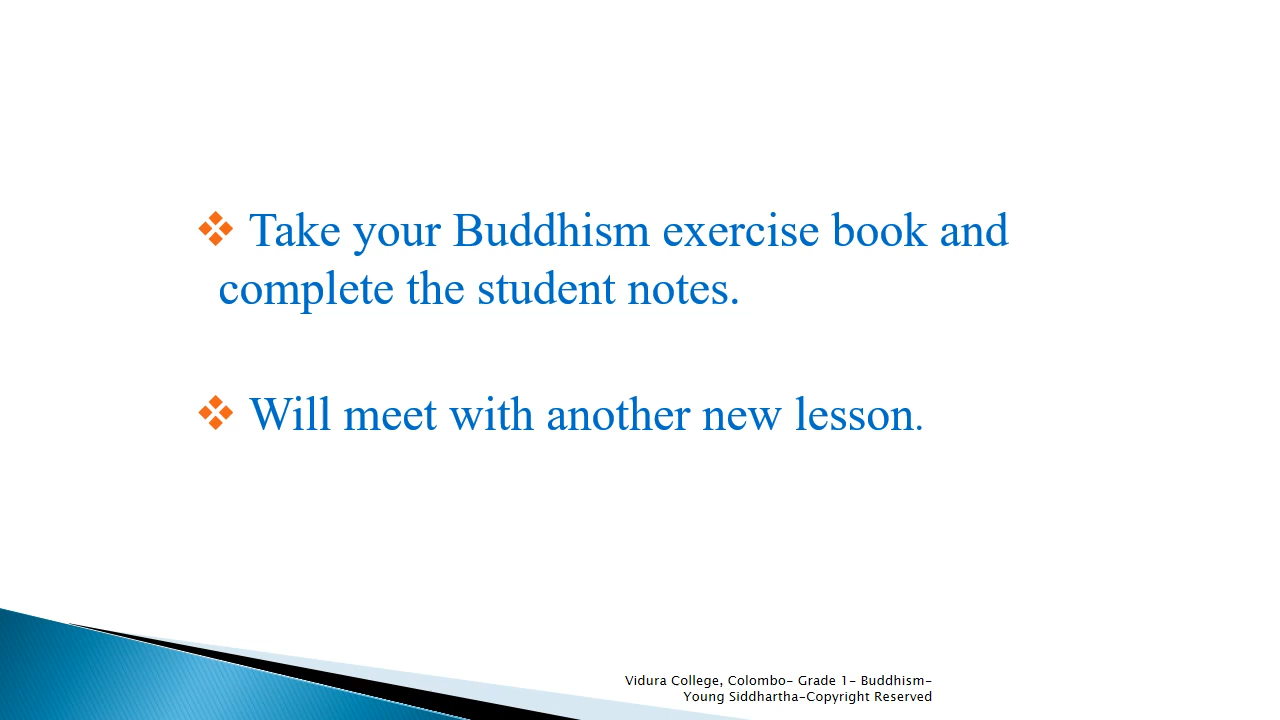 ❖ Take your Buddhism exercise book and
complete the student notes.
❖ Will meet with another new lesson.
Vidura College, Colombo- Grade 1- Buddhism-
Young Siddhartha-Copyright Reserved